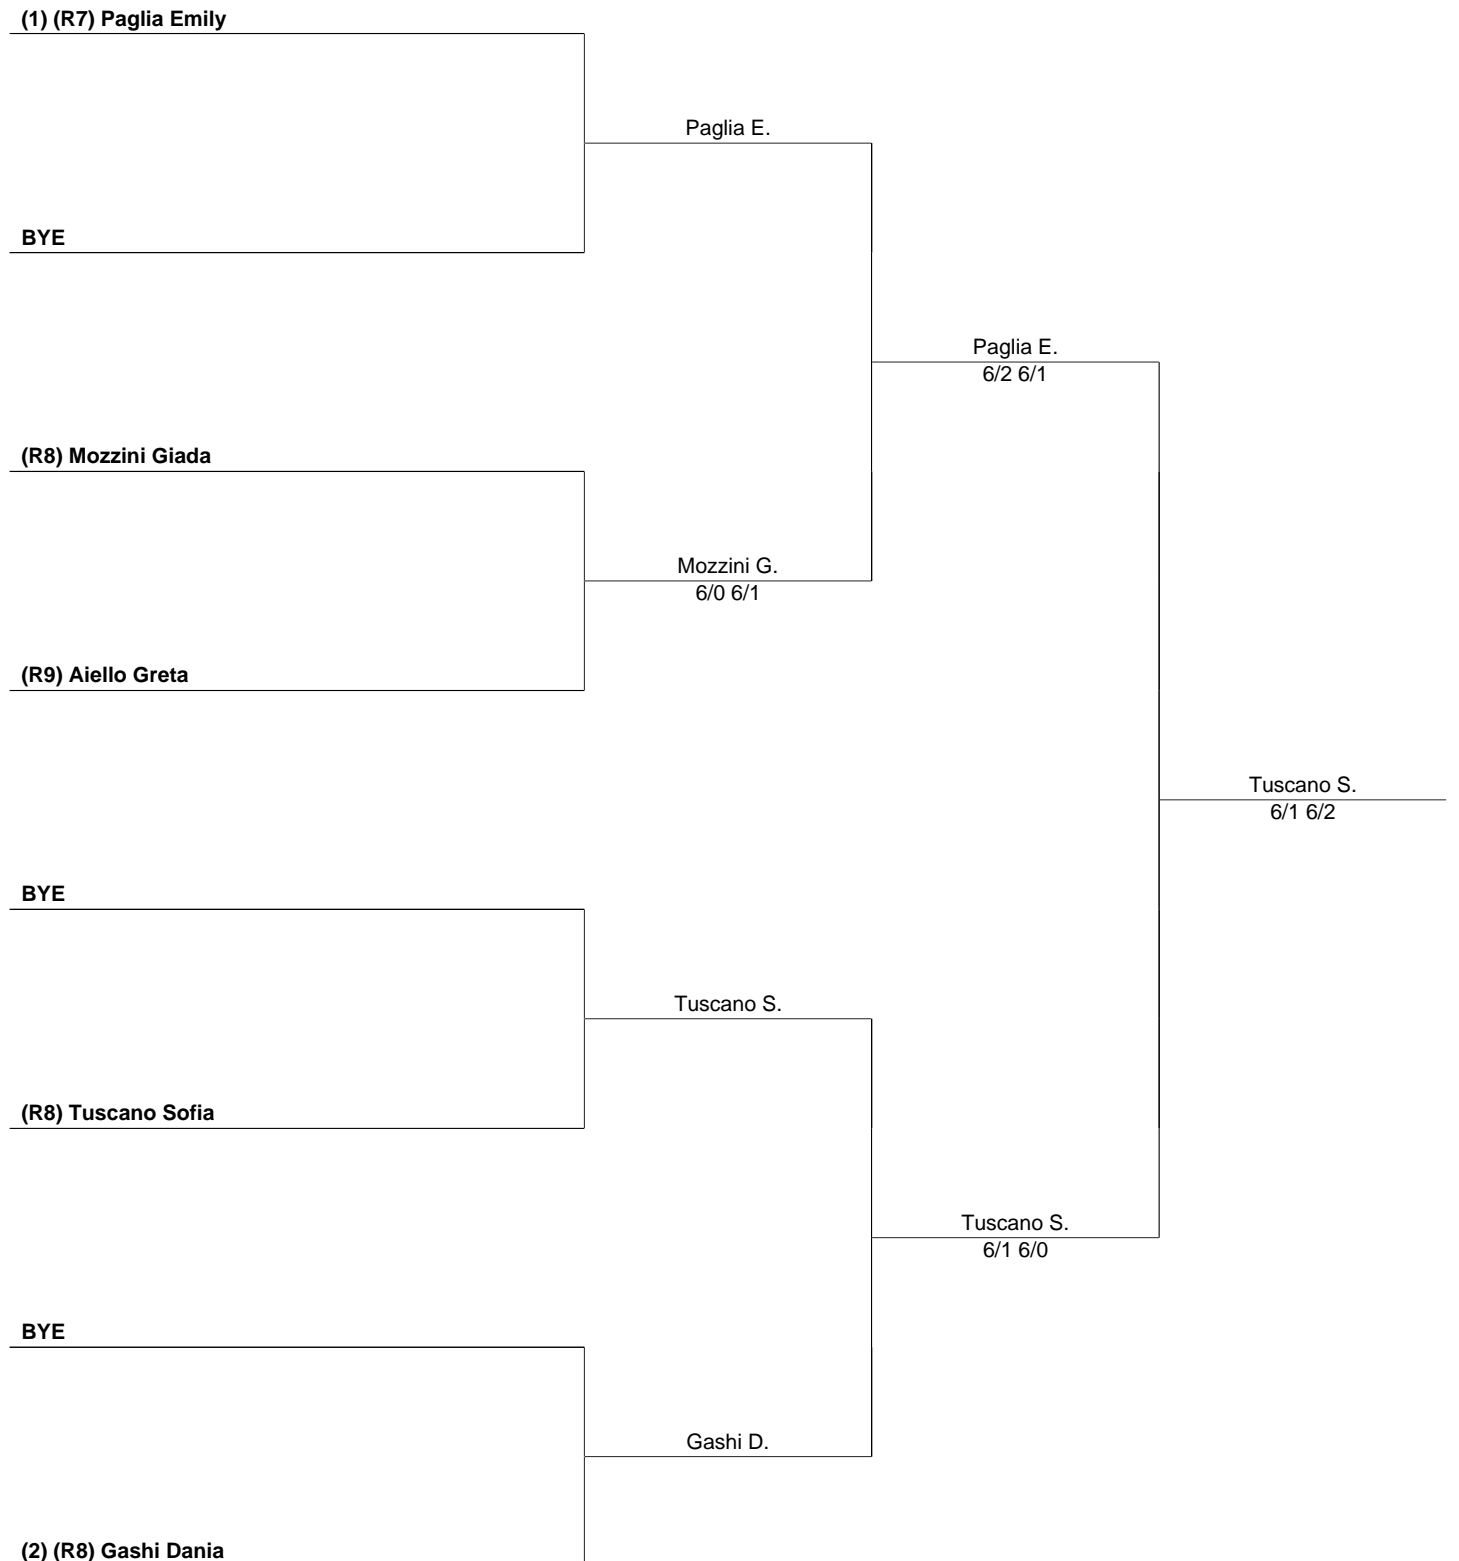 (1) (R7) Paglia Emily
Paglia E.
BYE
Paglia E.
6/2 6/1
(R8) Mozzini Giada
Mozzini G.
6/0 6/1
(R9) Aiello Greta
Tuscano S.
6/1 6/2
BYE
Tuscano S.
(R8) Tuscano Sofia
Tuscano S.
6/1 6/0
BYE
Gashi D.
(2) (R8) Gashi Dania